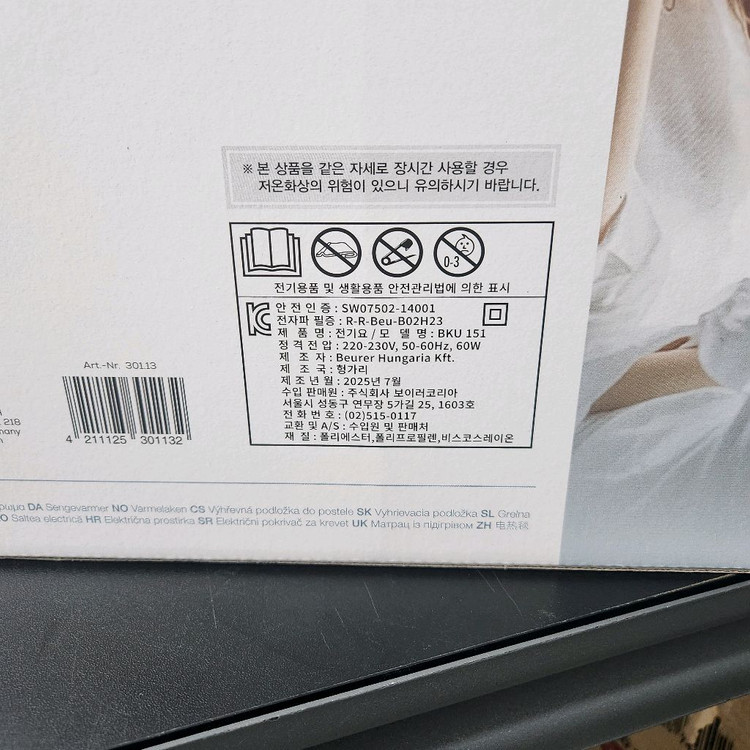 ※ 본 상품을 같은 자세로 장시간 사용할 경우
저온화상의 위험이 있으니 유의하시기 바랍니다.
0-3
전기용품 및 생활용품 안전관리법에 의한 표시
안 전 인 증 : SW07502-14001
전자파 필증 : R-R-Beu-B02H23
제 품 명 : 전기요 / 모 델 명 : BKU 151
정 격 전 압 : 220-230V, 50-60Hz, 60W
제 조 자 : Beurer Hungaria Kft.
제 조 국 : 헝가리
제 조 년 월 : 2025년 7월
수입 판매원 : 주식회사 보이러코리아
서울시 성동구 연무장 5가길 25, 1603호
전 화 번 호 : (02)515-0117
교환 및 A/S : 수입원 및 판매처
재 질 : 폴리에스터,폴리프로필렌,비스코스레이온
Art.-Nr. 301.13
4 211125 301132
218
many
DA Sengevarmer NO Varmelaken CS Výhřevná podložka do postele SK Vyhrievacia podložka SL Grelna
O Saltea electrică HR Električna prostirka SR Električni pokrivač za krevet UK Матрац із підігрівом ZH 电热毯